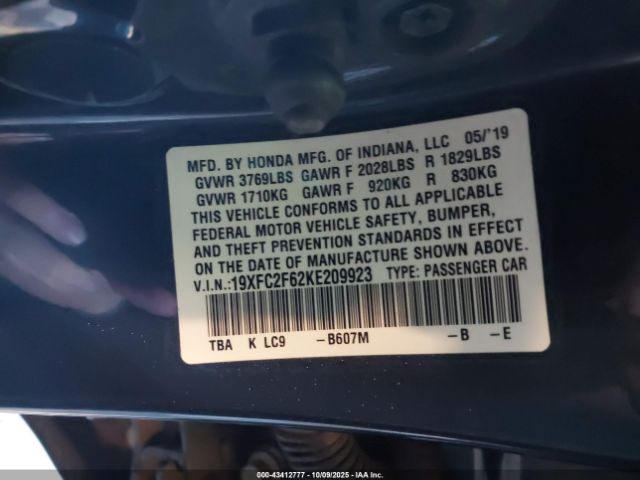 MFD. BY HONDA MFG. OF INDIANA, LLC 05/'19
GVWR 3769LBS GAWR F 2028LBS R 1829LBS
GVWR 1710KG GAWR F 920KG R 830KG
THIS VEHICLE CONFORMS TO ALL APPLICABLE
FEDERAL MOTOR VEHICLE SAFETY, BUMPER,
AND THEFT PREVENTION STANDARDS IN EFFECT
ON THE DATE OF MANUFACTURE SHOWN ABOVE.
V.I.N.:19XFC2F62KE209923 TYPE: PASSENGER CAR
TBA K LC9 -B607M -B -E
000-43412777 - 10/09/2025 - IAA Inc.